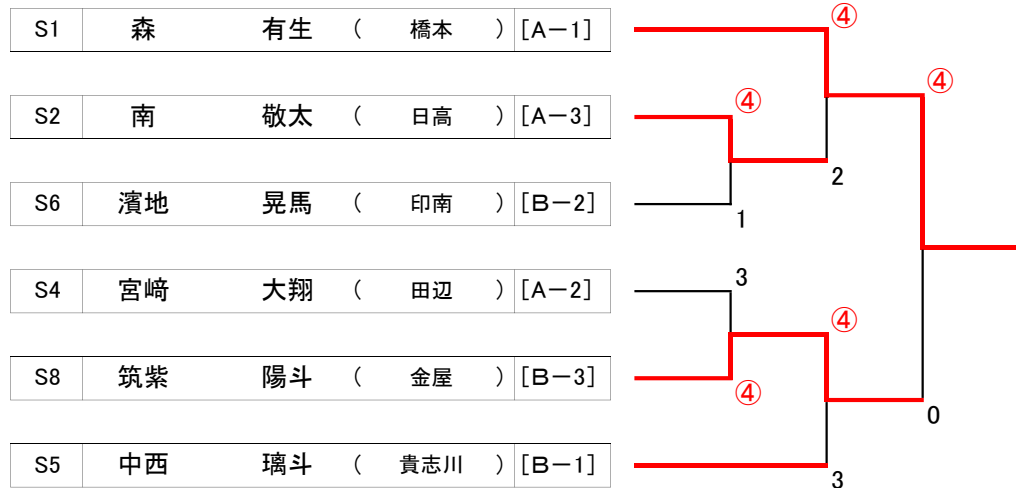 S1 森 有生 ( 橋本 ) [A－1]
④
④
S2 南 敬太 ( 日高 ) [A－3]
④
2
S6 濱地 晃馬 ( 印南 ) [B－2]
1
3
S4 宮﨑 大翔 ( 田辺 ) [A－2]
④
S8 筑紫 陽斗 ( 金屋 ) [B－3]
④
0
S5 中西 璃斗 ( 貴志川 ) [B－1]
3